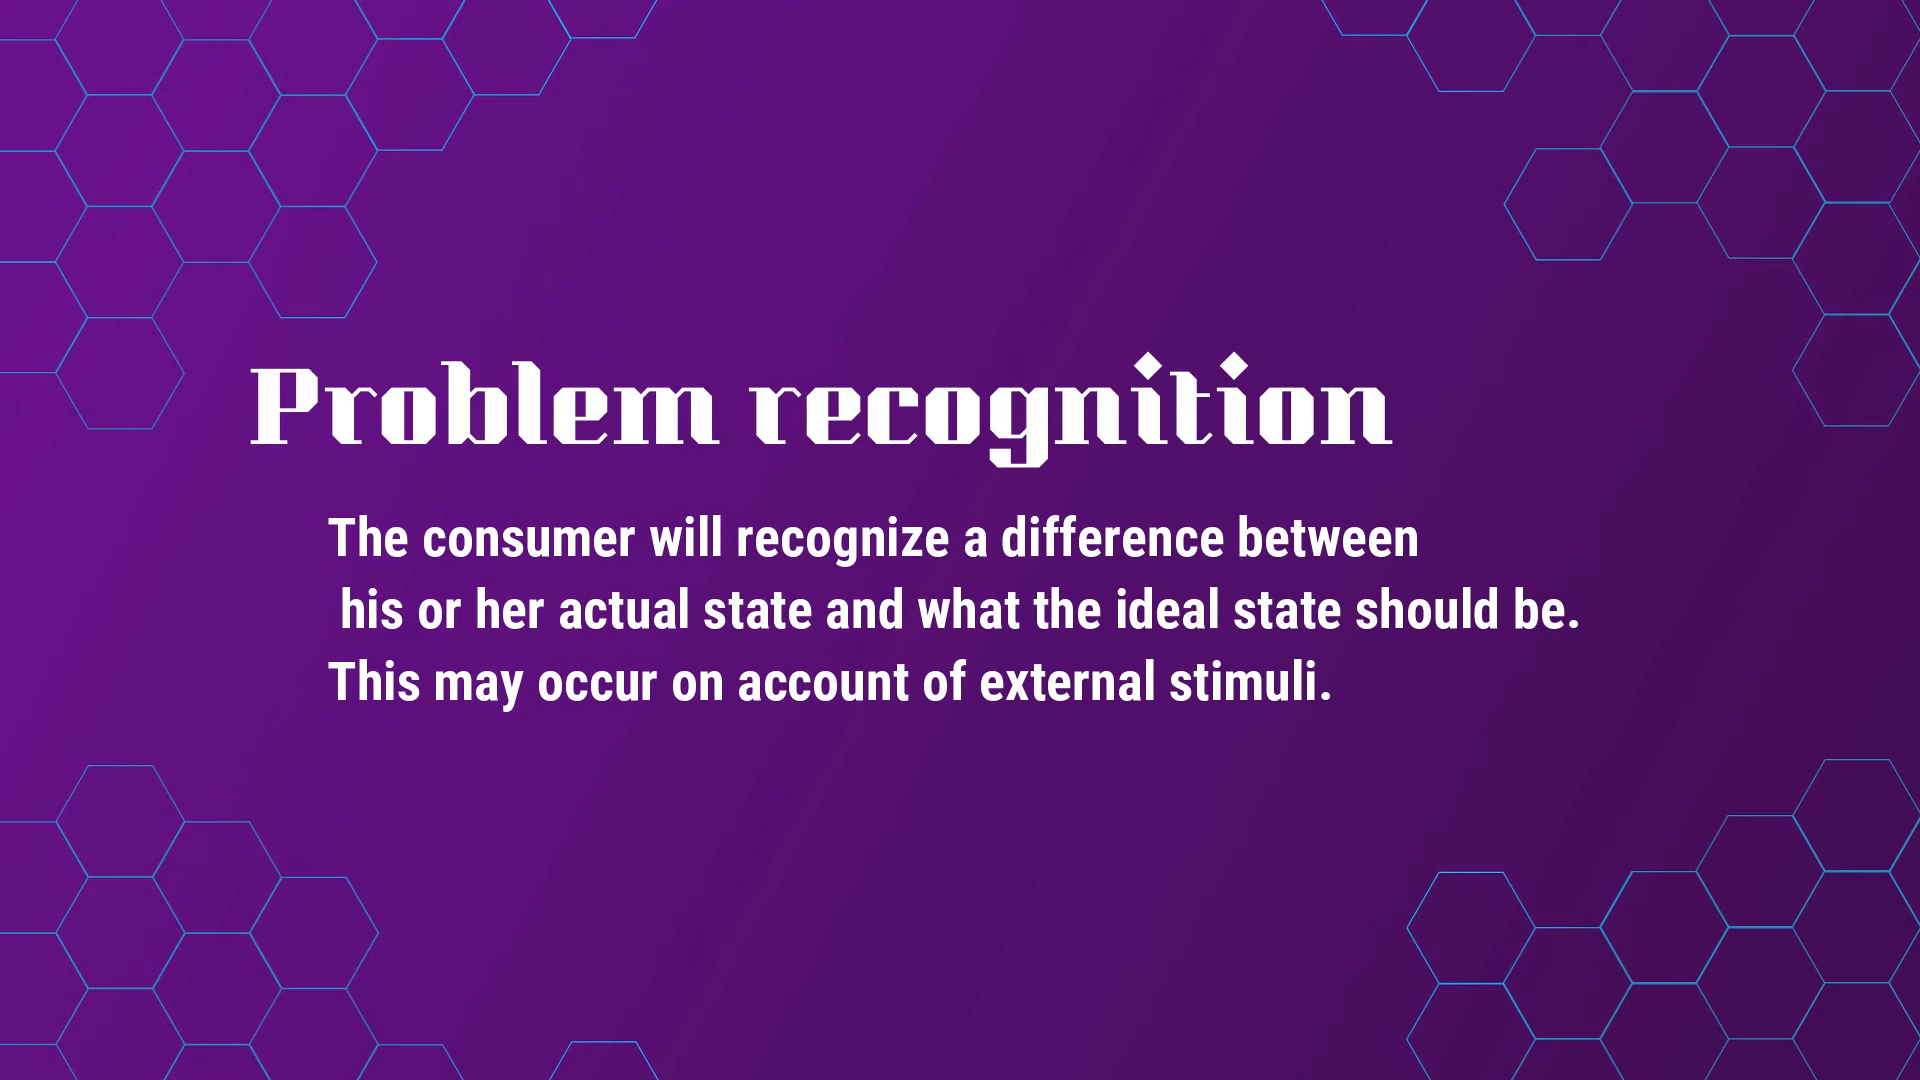 Problem recognition
The consumer will recognize a difference between
his or her actual state and what the ideal state should be.
This may occur on account of external stimuli.